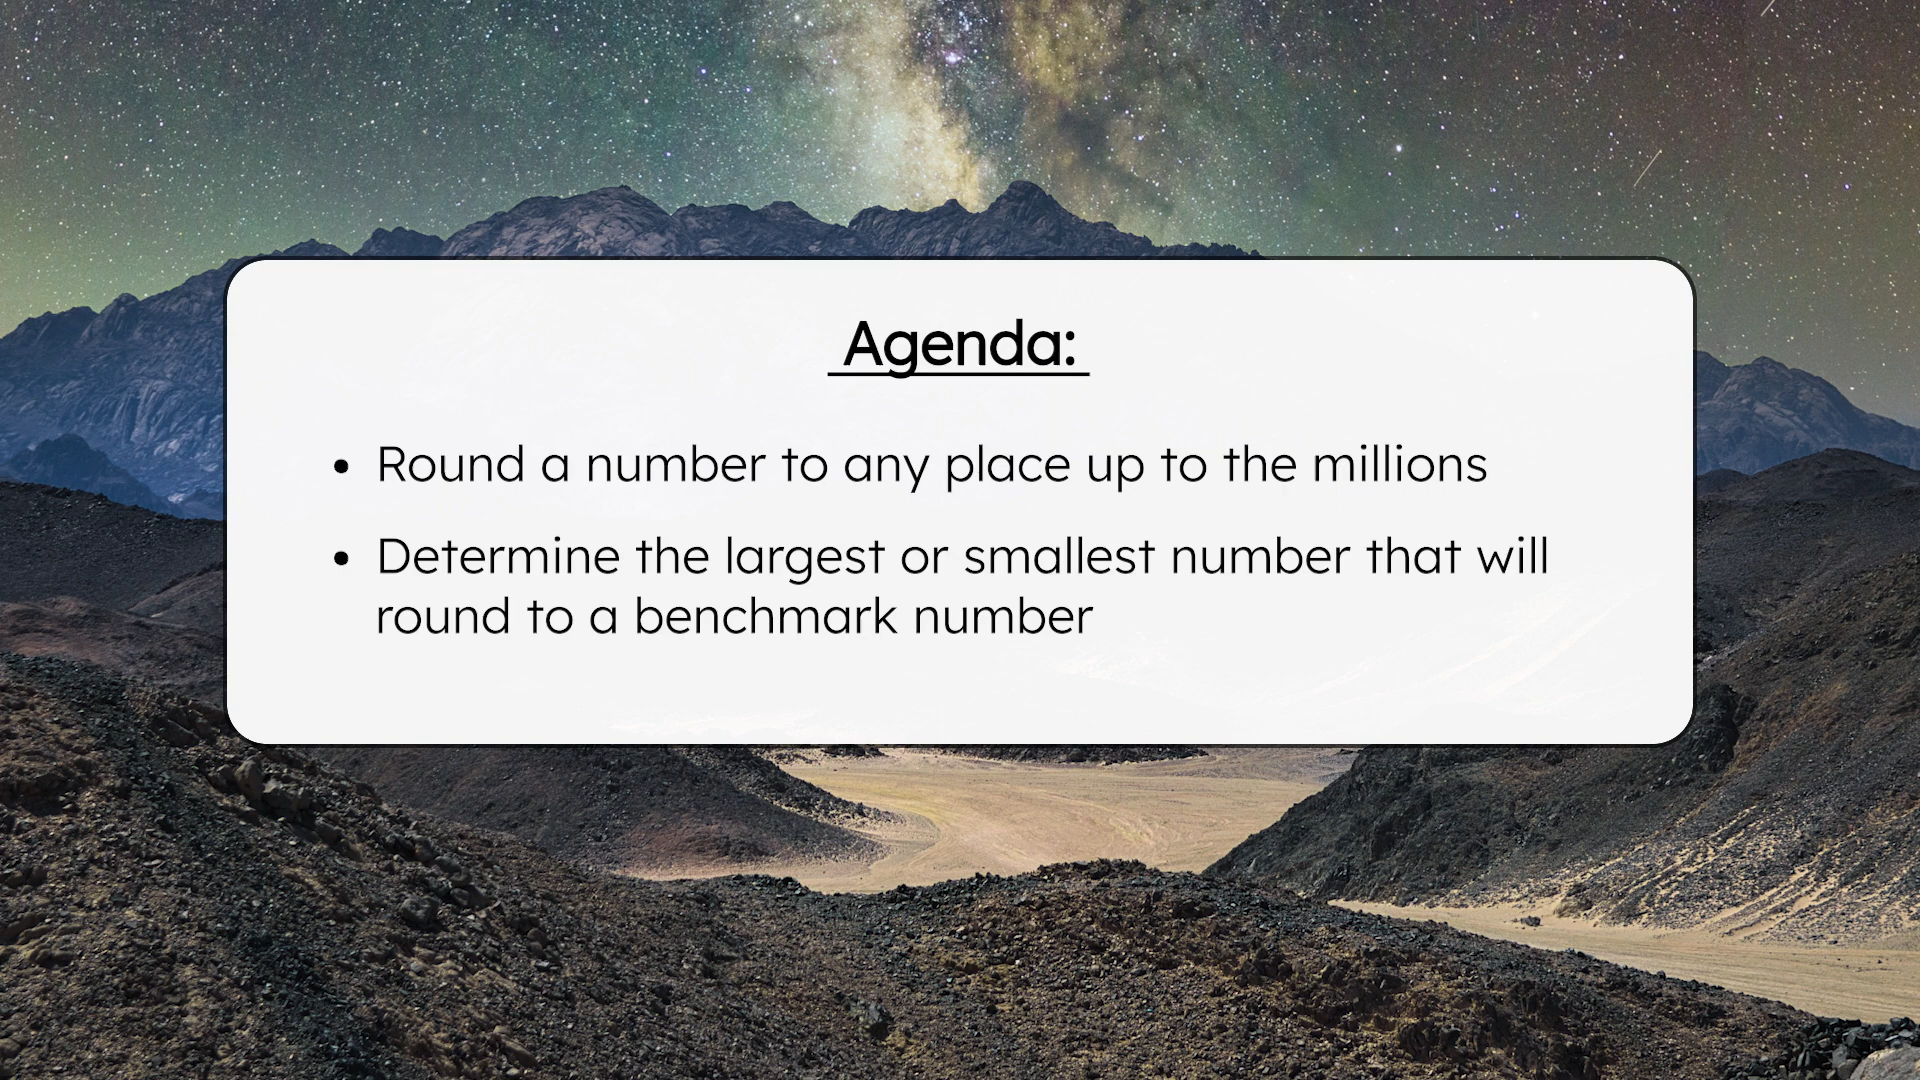 Agenda:
• Round a number to any place up to the millions
• Determine the largest or smallest number that will
round to a benchmark number